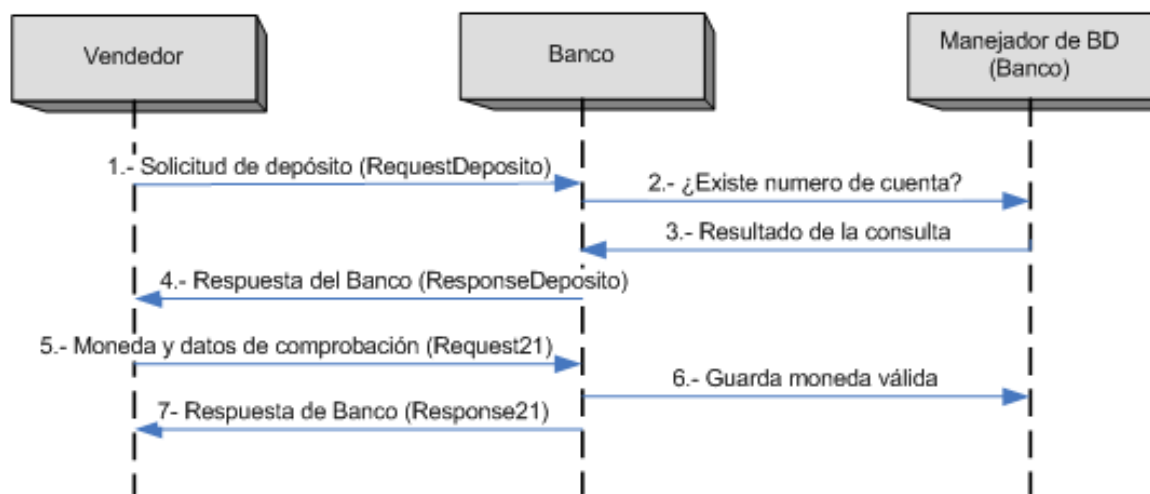 Vendedor
Banco
Manejador de BD
(Banco)
1.- Solicitud de depósito (RequestDeposito)
2.- ¿Existe numero de cuenta?
3.- Resultado de la consulta
4.- Respuesta del Banco (ResponseDeposito)
5.- Moneda y datos de comprobación (Request21)
6.- Guarda moneda válida
7- Respuesta de Banco (Response21)